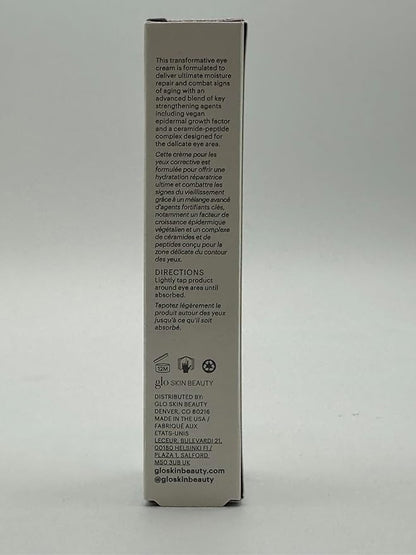 This transformative eye
cream is formulated to
deliver ultimate moisture
repair and combat signs
of aging with an
advanced blend of key
strengthening agents
including vegan
epidermal growth factor
and a ceramide-peptide
complex designed for
the delicate eye area.
Cette crème pour les
yeux corrective est
formulée pour offrir une
hydratation réparatrice
ultime et combattre les
signes du vieillissement
grâce à un mélange avancé
d'agents fortifiants clés,
notamment un facteur de
croissance épidermique
végétalien et un complexe
de céramides et de
peptides conçu pour la
zone délicate du contour
des yeux.
DIRECTIONS
Lightly tap product
around eye area until
absorbed.
Tapotez légèrement le
produit autour des yeux
jusqu'à ce qu'il soit
absorbé.
12M
glo SKIN BEAUTY
DISTRIBUTED BY:
GLO SKIN BEAUTY
DENVER, CO 80216
MADE IN THE USA /
FABRIQUÉ AUX
ETATS-UNIS
LECEUR, BULEVARDI 21,
00180 HELSINKI FI /
PLAZA 1, SALFORD,
M50 3UB UK
gloskinbeauty.com
@gloskinbeauty